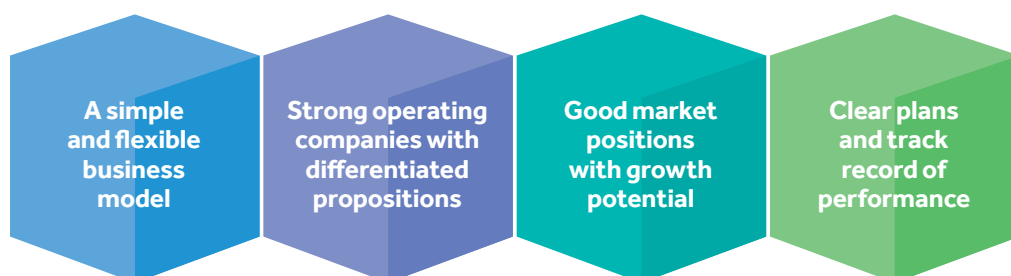 A simple
and flexible
business
model
Strong operating
companies with
differentiated
propositions
Good market
positions
with growth
potential
Clear plans
and track
record of
performance